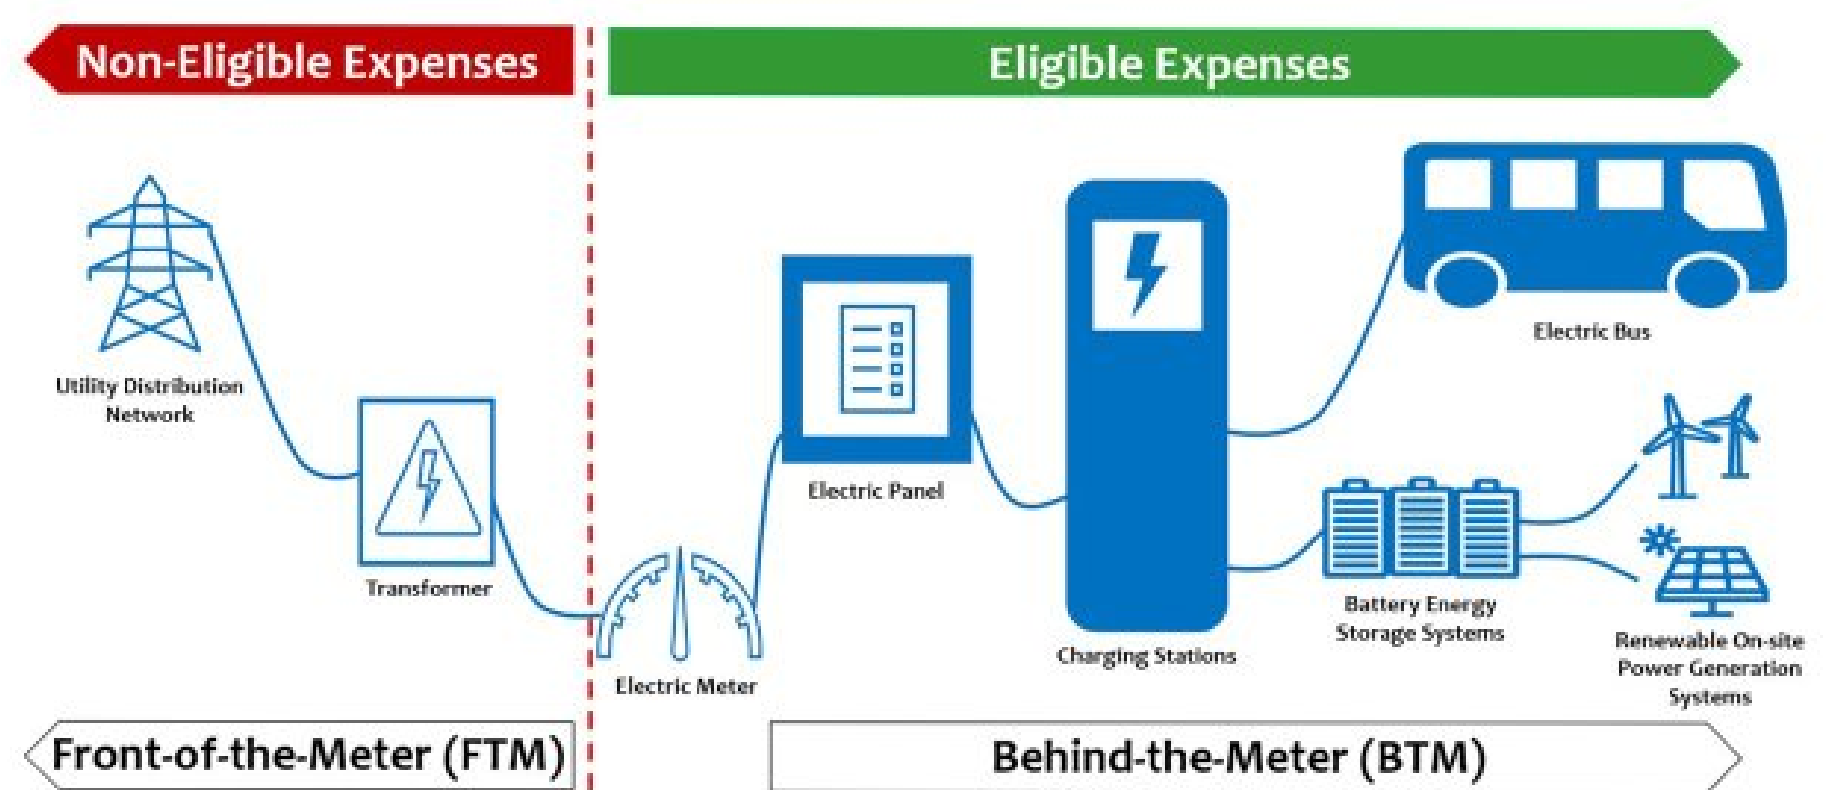 Non-Eligible Expenses
Eligible Expenses
Utility Distribution
Network
Transformer
Electric Meter
Electric Panel
Charging Stations
Electric Bus
Battery Energy
Storage Systems
Renewable On-site
Power Generation
Systems
Front-of-the-Meter (FTM)
Behind-the-Meter (BTM)